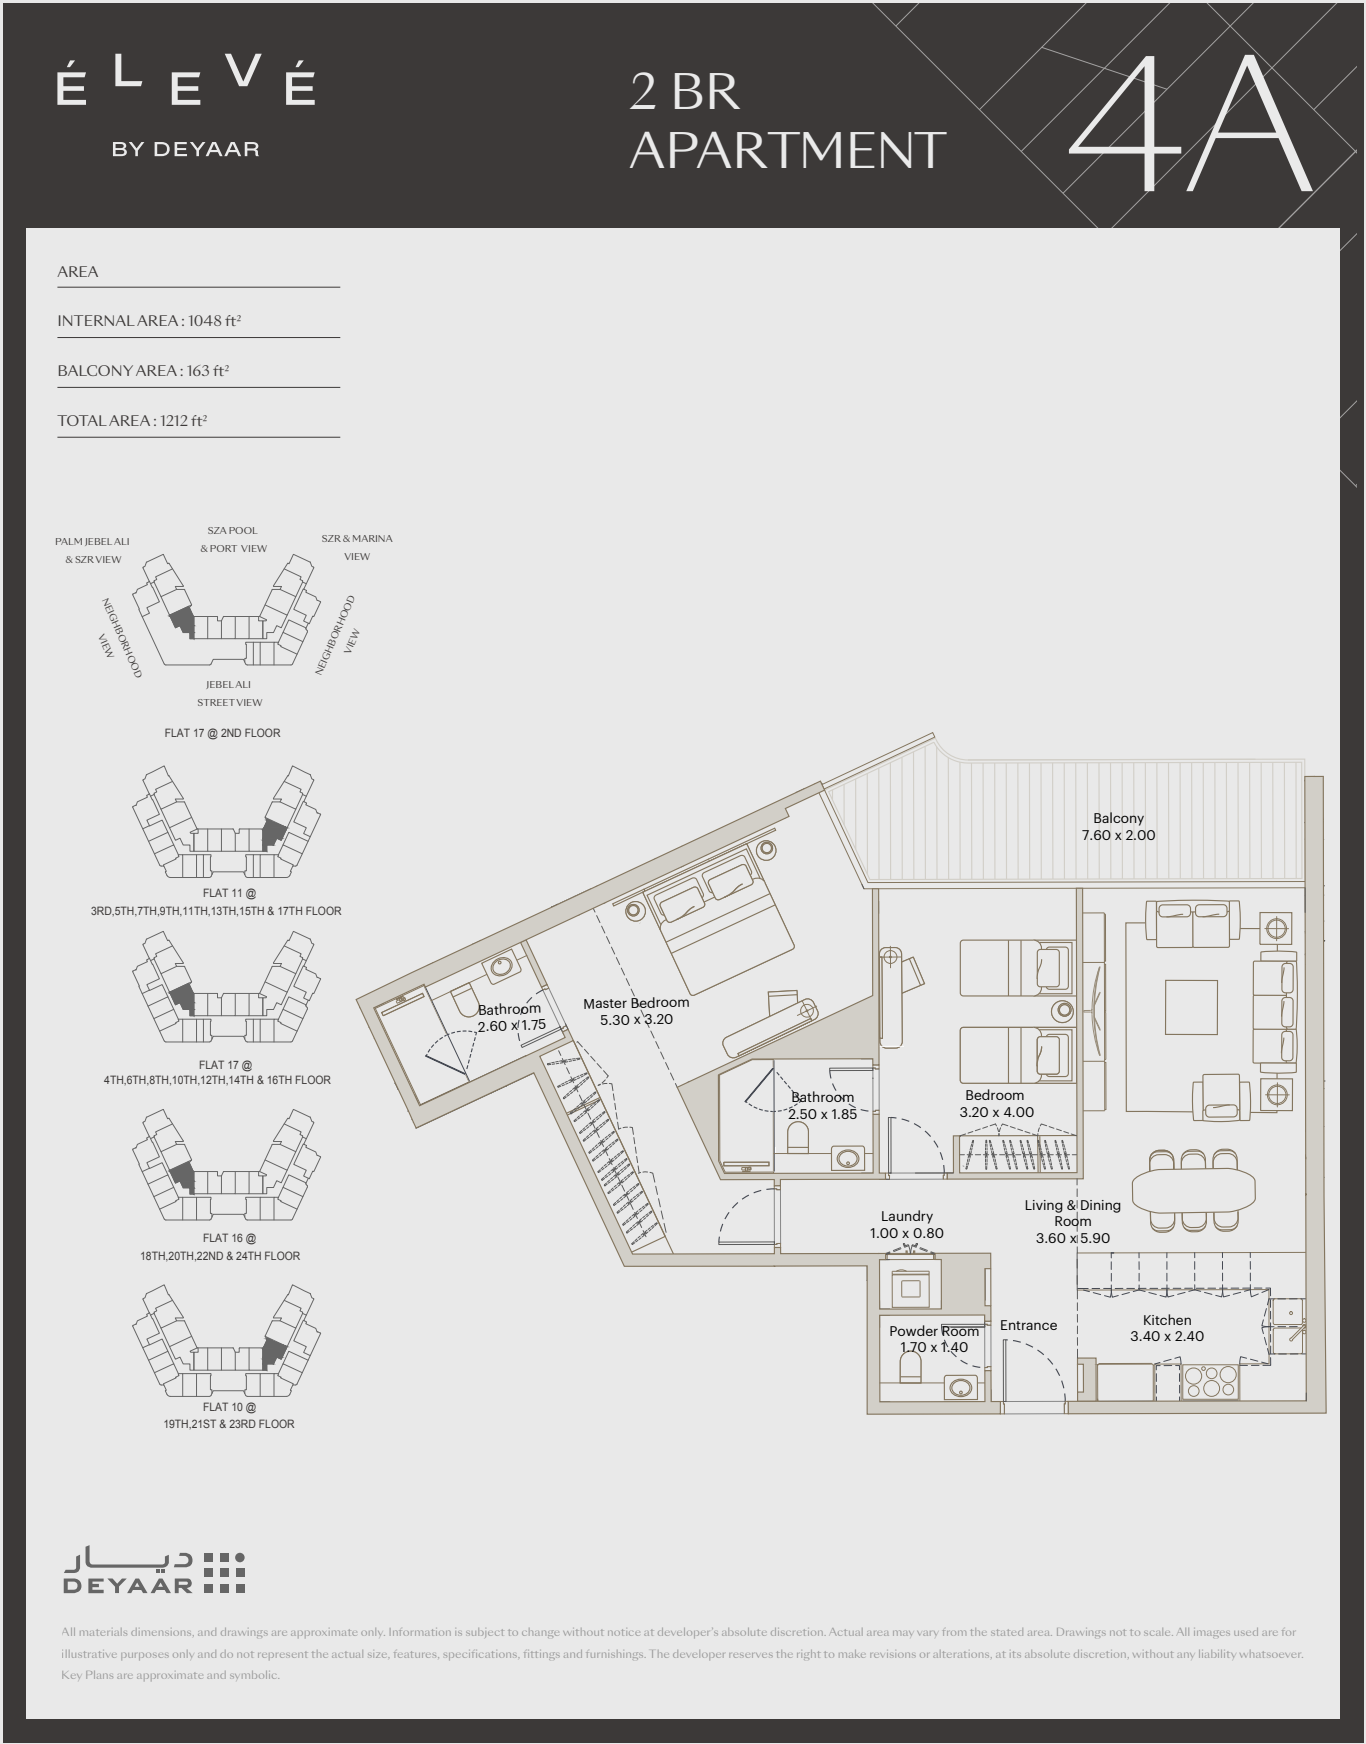 ÉLEVÉ
BY DEYAAR
2 BR
APARTMENT
4A
AREA
INTERNAL AREA : 1048 ft²
BALCONY AREA : 163 ft²
TOTAL AREA : 1212 ft²
PALM JEBEL ALI
& SZR VIEW
SZA POOL
& PORT VIEW
SZR & MARINA
VIEW
NEIGHBORHOOD
VIEW
NEIGHBORHOOD
VIEW
JEBEL ALI
STREET VIEW
FLAT 17 @ 2ND FLOOR
FLAT 11 @
3RD,5TH,7TH,9TH,11TH,13TH,15TH & 17TH FLOOR
FLAT 17 @
4TH,6TH,8TH,10TH,12TH,14TH & 16TH FLOOR
FLAT 16 @
18TH,20TH,22ND & 24TH FLOOR
FLAT 10 @
19TH,21ST & 23RD FLOOR
Balcony
7.60 x 2.00
Bathroom
2.60 x 1.75
Master Bedroom
5.30 x 3.20
Bathroom
2.50 x 1.85
Bedroom
3.20 x 4.00
Living & Dining
Room
3.60 x 5.90
Laundry
1.00 x 0.80
Powder Room
1.70 x 1.40
Entrance
Kitchen
3.40 x 2.40
ديار
DEYAAR
All materials dimensions, and drawings are approximate only. Information is subject to change without notice at developer's absolute discretion. Actual area may vary from the stated area. Drawings not to scale. All images used are for
illustrative purposes only and do not represent the actual size, features, specifications, fittings and furnishings. The developer reserves the right to make revisions or alterations, at its absolute discretion, without any liability whatsoever.
Key Plans are approximate and symbolic.